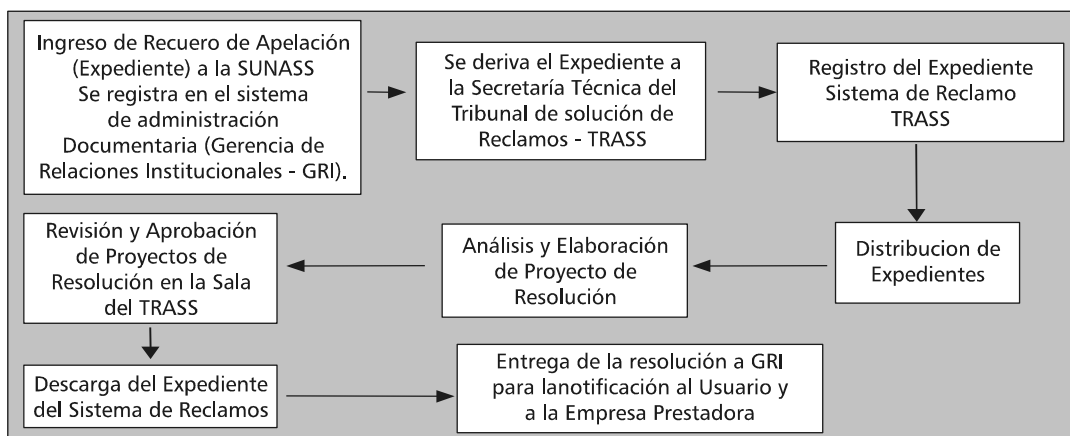 Ingreso de Recuero de Apelación
(Expediente) a la SUNASS
Se registra en el sistema
de administración
Documentaria (Gerencia de
Relaciones Institucionales - GRI).
Se deriva el Expediente a
la Secretaría Técnica del
Tribunal de solución de
Reclamos - TRASS
Registro del Expediente
Sistema de Reclamo
TRASS
Distribucion de
Expedientes
Análisis y Elaboración
de Proyecto de
Resolución
Revisión y Aprobación
de Proyectos de
Resolución en la Sala
del TRASS
Descarga del Expediente
del Sistema de Reclamos
Entrega de la resolución a GRI
para lanotificación al Usuario y
a la Empresa Prestadora